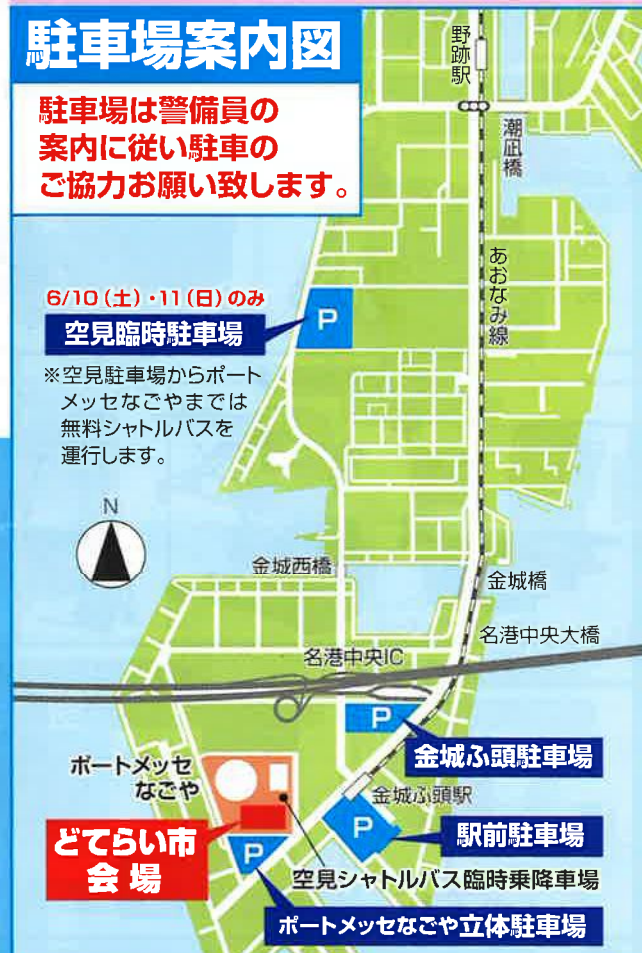 駐車場案内図
駐車場は警備員の
案内に従い駐車の
ご協力お願い致します。
野跡駅
潮凪橋
あおなみ線
6/10(土)・11(日)のみ
空見臨時駐車場
P
※空見駐車場からポート
メッセなごやまでは
無料シャトルバスを
運行します。
N
金城西橋
金城橋
名港中央大橋
名港中央IC
P
金城ふ頭駐車場
ポートメッセ
なごや
金城ふ頭駅
どてらい市
会場
P
駅前駐車場
P
空見シャトルバス臨時乗降車場
ポートメッセなごや立体駐車場